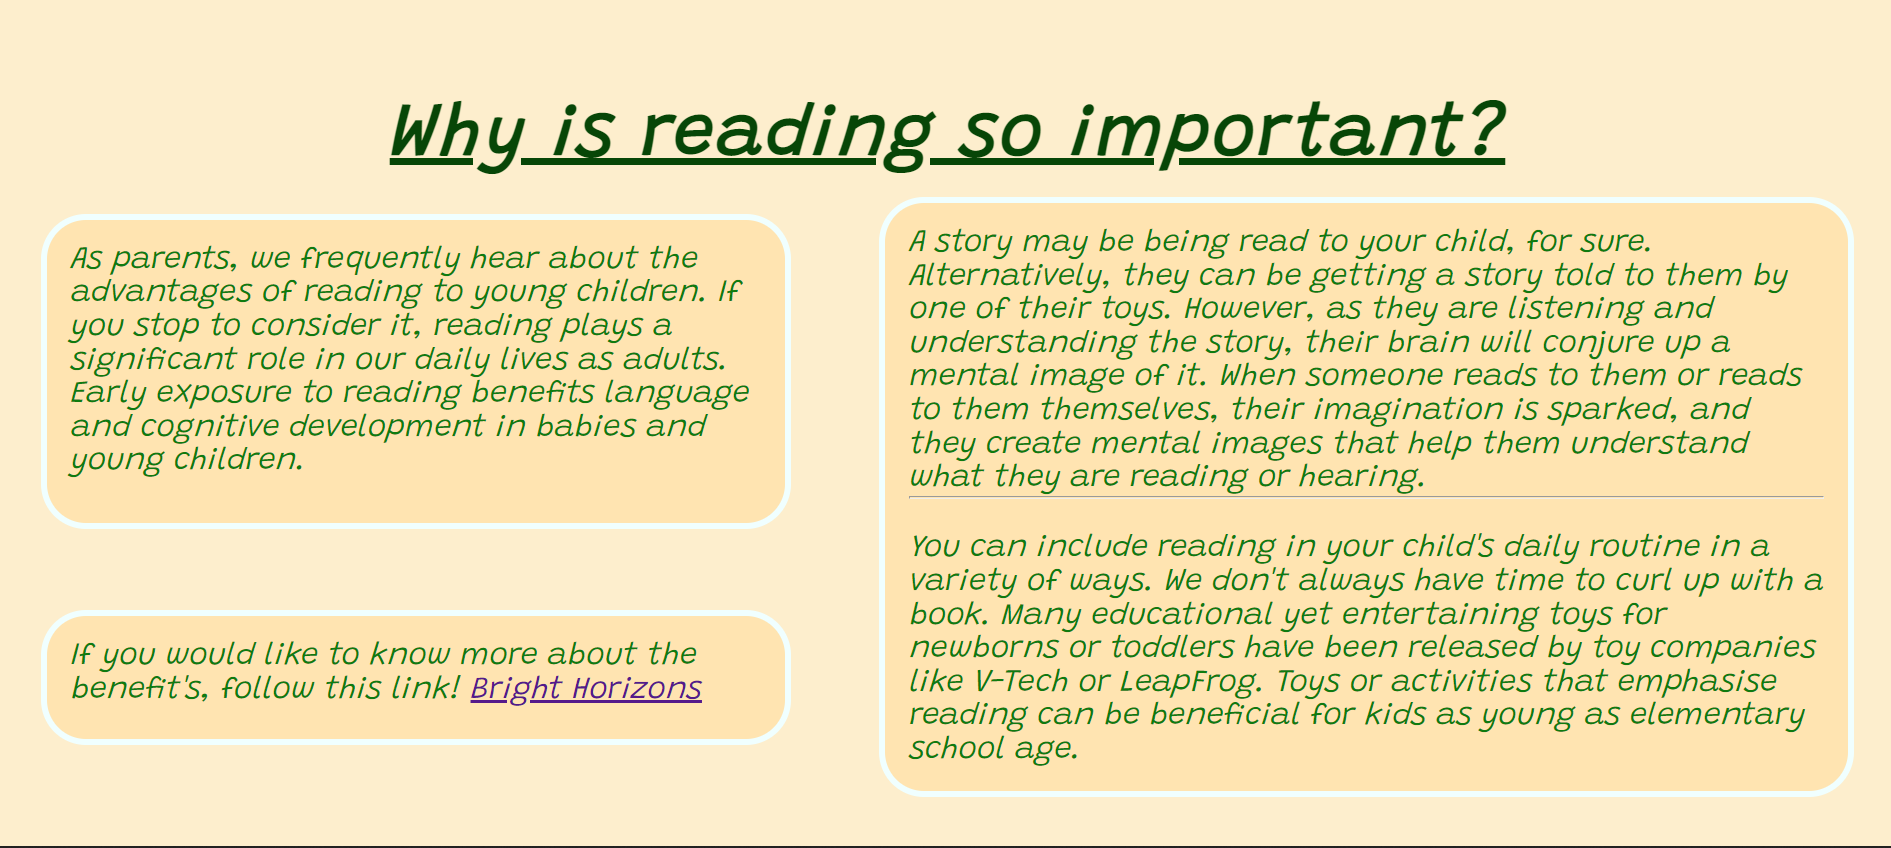 Why is reading so important?
As parents, we frequently hear about the
advantages of reading to young children. If
you stop to consider it, reading plays a
significant role in our daily lives as adults.
Early exposure to reading benefits language
and cognitive development in babies and
young children.
If you would like to know more about the
benefit's, follow this link! Bright Horizons
A story may be being read to your child, for sure.
Alternatively, they can be getting a story told to them by
one of their toys. However, as they are listening and
understanding the story, their brain will conjure up a
mental image of it. When someone reads to them or reads
to them themselves, their imagination is sparked, and
they create mental images that help them understand
what they are reading or hearing.
You can include reading in your child's daily routine in a
variety of ways. We don't always have time to curl up with a
book. Many educational yet entertaining toys for
newborns or toddlers have been released by toy companies
like V-Tech or LeapFrog. Toys or activities that emphasise
reading can be beneficial for kids as young as elementary
school age.